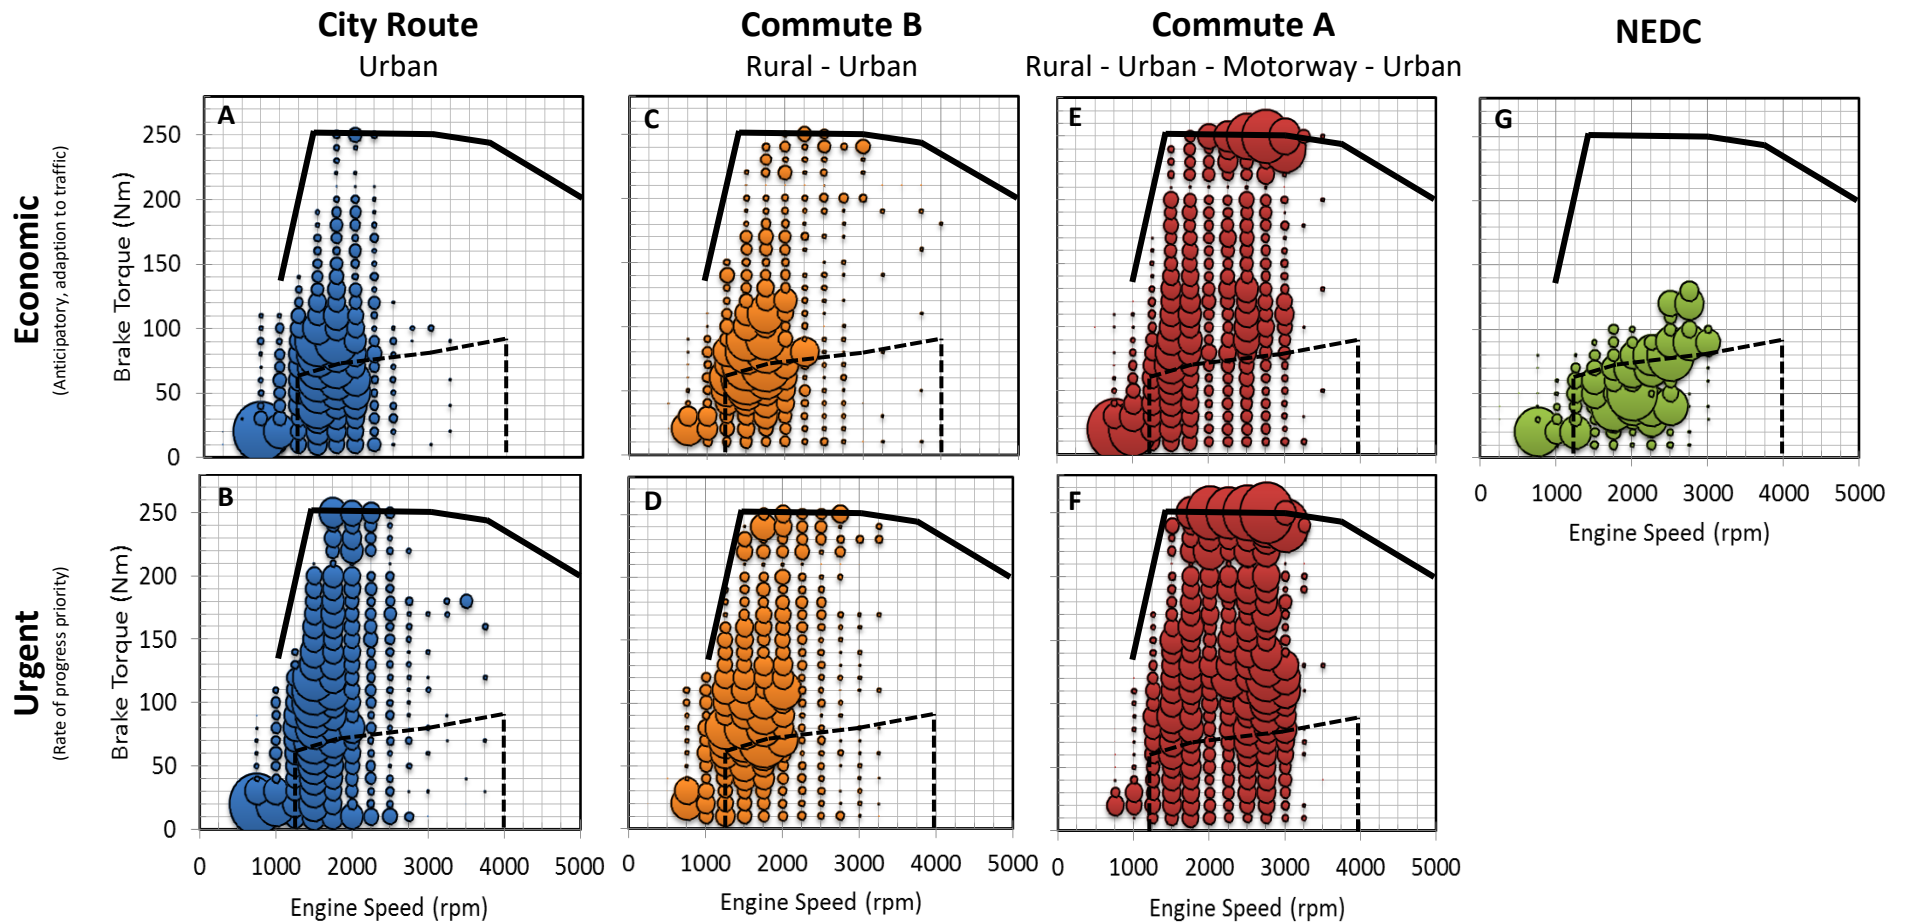 City Route
Urban
Commute B
Rural - Urban
Commute A
Rural - Urban - Motorway - Urban
NEDC
Economic
(Anticipatory, adaption to traffic)
Brake Torque (Nm)
250
200
150
100
50
0
A
C
E
G
0 1000 2000 3000 4000 5000
Engine Speed (rpm)
Urgent
(Rate of progress priority)
Brake Torque (Nm)
250
200
150
100
50
0
B
D
F
0 1000 2000 3000 4000 5000
Engine Speed (rpm)
0 1000 2000 3000 4000 5000
Engine Speed (rpm)
0 1000 2000 3000 4000 5000
Engine Speed (rpm)